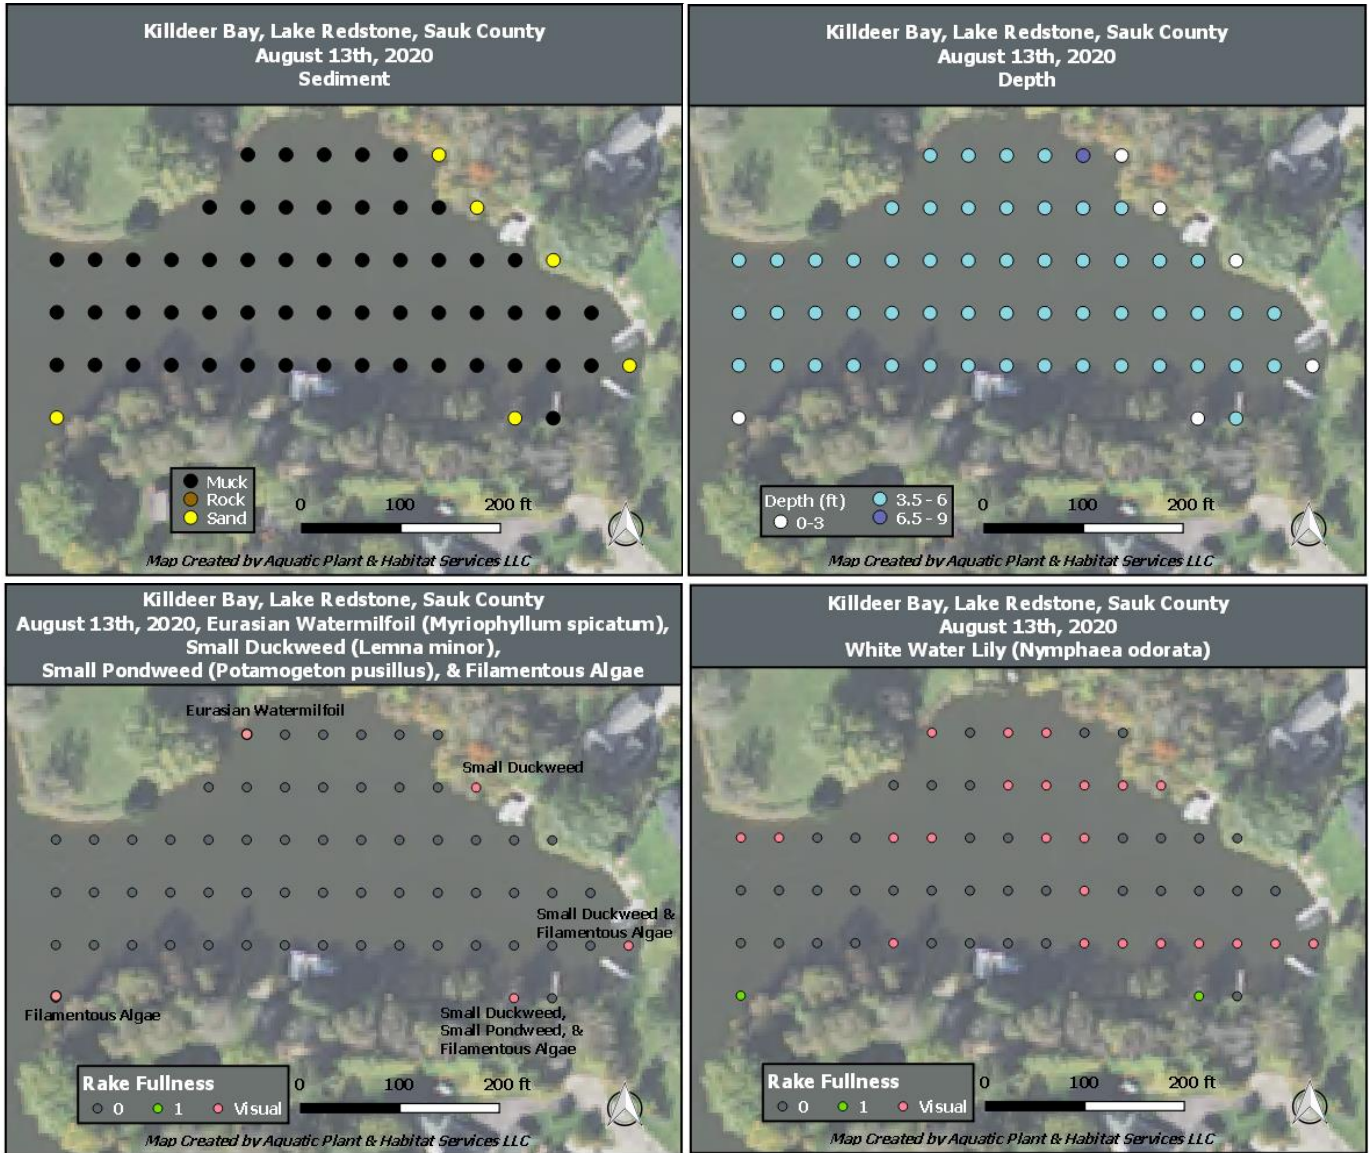 Killdeer Bay, Lake Redstone, Sauk County
August 13th, 2020
Sediment
Muck
Rock
Sand
0 100 200 ft
Map Created by Aquatic Plant & Habitat Services LLC
Killdeer Bay, Lake Redstone, Sauk County
August 13th, 2020
Depth
Depth (ft)
0-3
3.5 - 6
6.5 - 9
0 100 200 ft
Map Created by Aquatic Plant & Habitat Services LLC
Killdeer Bay, Lake Redstone, Sauk County
August 13th, 2020, Eurasian Watermilfoil (Myriophyllum spicatum),
Small Duckweed (Lemna minor),
Small Pondweed (Potamogeton pusillus), & Filamentous Algae
Eurasian Watermilfoil
Small Duckweed
Small Duckweed &
Filamentous Algae
Filamentous Algae
Small Duckweed,
Small Pondweed, &
Filamentous Algae
Rake Fullness
0 1 Visual
0 100 200 ft
Map Created by Aquatic Plant & Habitat Services LLC
Killdeer Bay, Lake Redstone, Sauk County
August 13th, 2020
White Water Lily (Nymphaea odorata)
Rake Fullness
0 1 Visual
0 100 200 ft
Map Created by Aquatic Plant & Habitat Services LLC